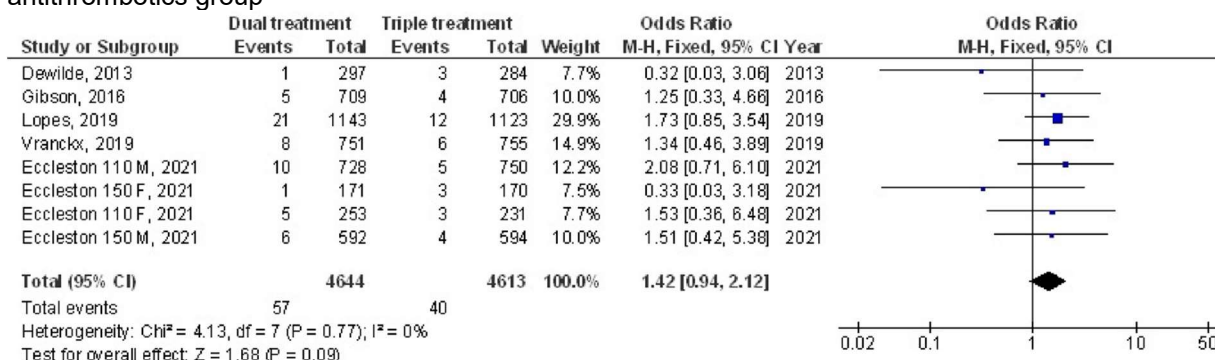 antithrombotics group
Dual treatment Triple treatment Odds Ratio Odds Ratio
Study or Subgroup Events Total Events Total Weight M-H, Fixed, 95% CI Year M-H, Fixed, 95% CI
Dewilde, 2013 1 297 3 284 7.7% 0.32 [0.03, 3.06] 2013
Gibson, 2016 5 709 4 706 10.0% 1.25 [0.33, 4.66] 2016
Lopes, 2019 21 1143 12 1123 29.9% 1.73 [0.85, 3.54] 2019
Vranckx, 2019 8 751 6 755 14.9% 1.34 [0.46, 3.89] 2019
Eccleston 110 M, 2021 10 728 5 750 12.2% 2.08 [0.71, 6.10] 2021
Eccleston 150 F, 2021 1 171 3 170 7.5% 0.33 [0.03, 3.18] 2021
Eccleston 110 F, 2021 5 253 3 231 7.7% 1.53 [0.36, 6.48] 2021
Eccleston 150 M, 2021 6 592 4 594 10.0% 1.51 [0.42, 5.38] 2021
Total (95% CI) 4644 4613 100.0% 1.42 [0.94, 2.12]
Total events 57 40
Heterogeneity: Chi² = 4.13, df = 7 (P = 0.77); I² = 0%
Test for overall effect: Z = 1.68 (P = 0.09)
0.02 0.1 1 10 50